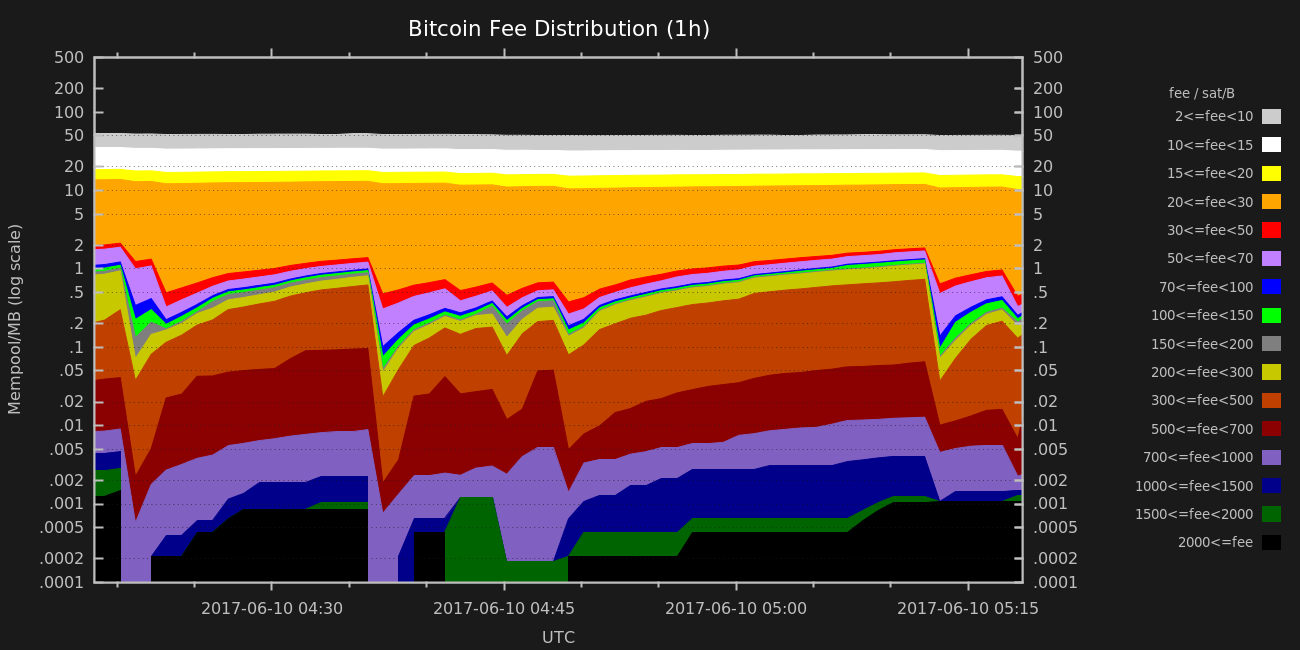 Bitcoin Fee Distribution (1h)
Mempool/MB (log scale)
500
200
100
50
20
10
5
2
1
.5
.2
.1
.05
.02
.01
.005
.002
.001
.0005
.0002
.0001
500
200
100
50
20
10
5
2
1
.5
.2
.1
.05
.02
.01
.005
.002
.001
.0005
.0002
.0001
2017-06-10 04:30
2017-06-10 04:45
2017-06-10 05:00
2017-06-10 05:15
UTC
fee / sat/B
2<=fee<10
10<=fee<15
15<=fee<20
20<=fee<30
30<=fee<50
50<=fee<70
70<=fee<100
100<=fee<150
150<=fee<200
200<=fee<300
300<=fee<500
500<=fee<700
700<=fee<1000
1000<=fee<1500
1500<=fee<2000
2000<=fee